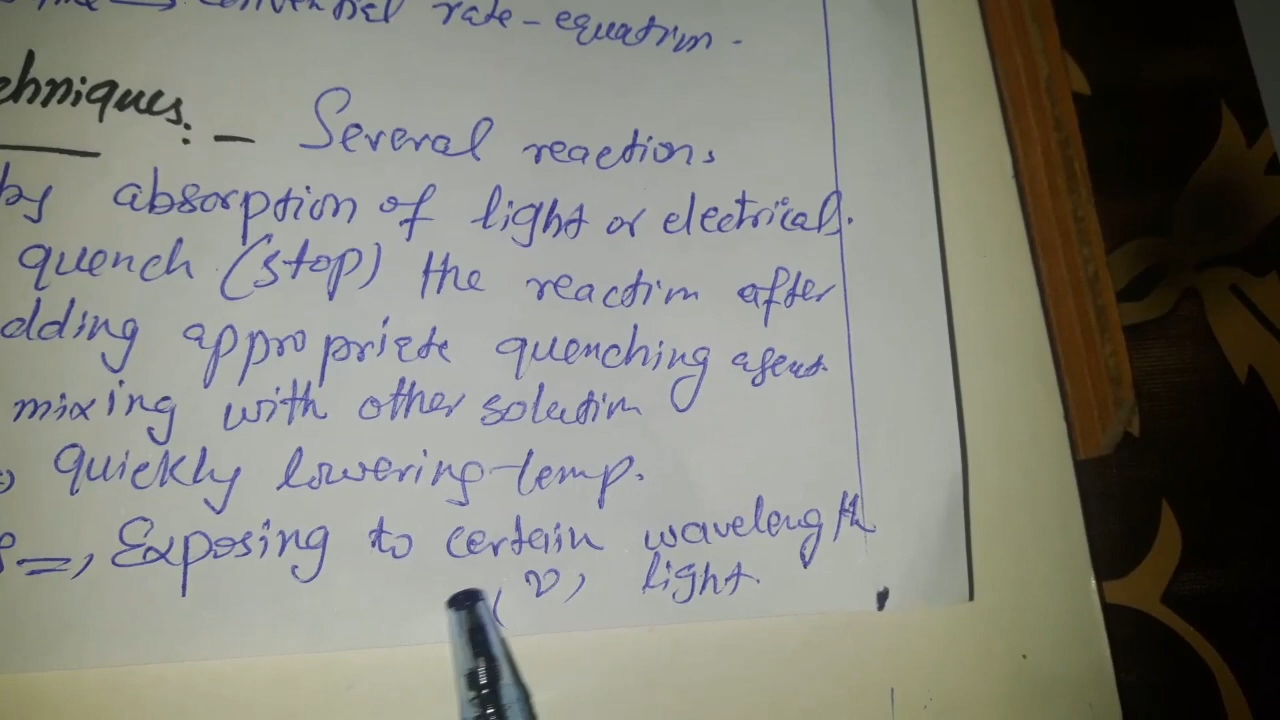 rate-equation.
chniques:- Several reactions
by absorption of light or electrical.
quench (stop) the reaction after
dding appropriate quenching agent.
mixing with other solution
Quickly lowering temp.
Exposing to certain wavelength
(ν) light.